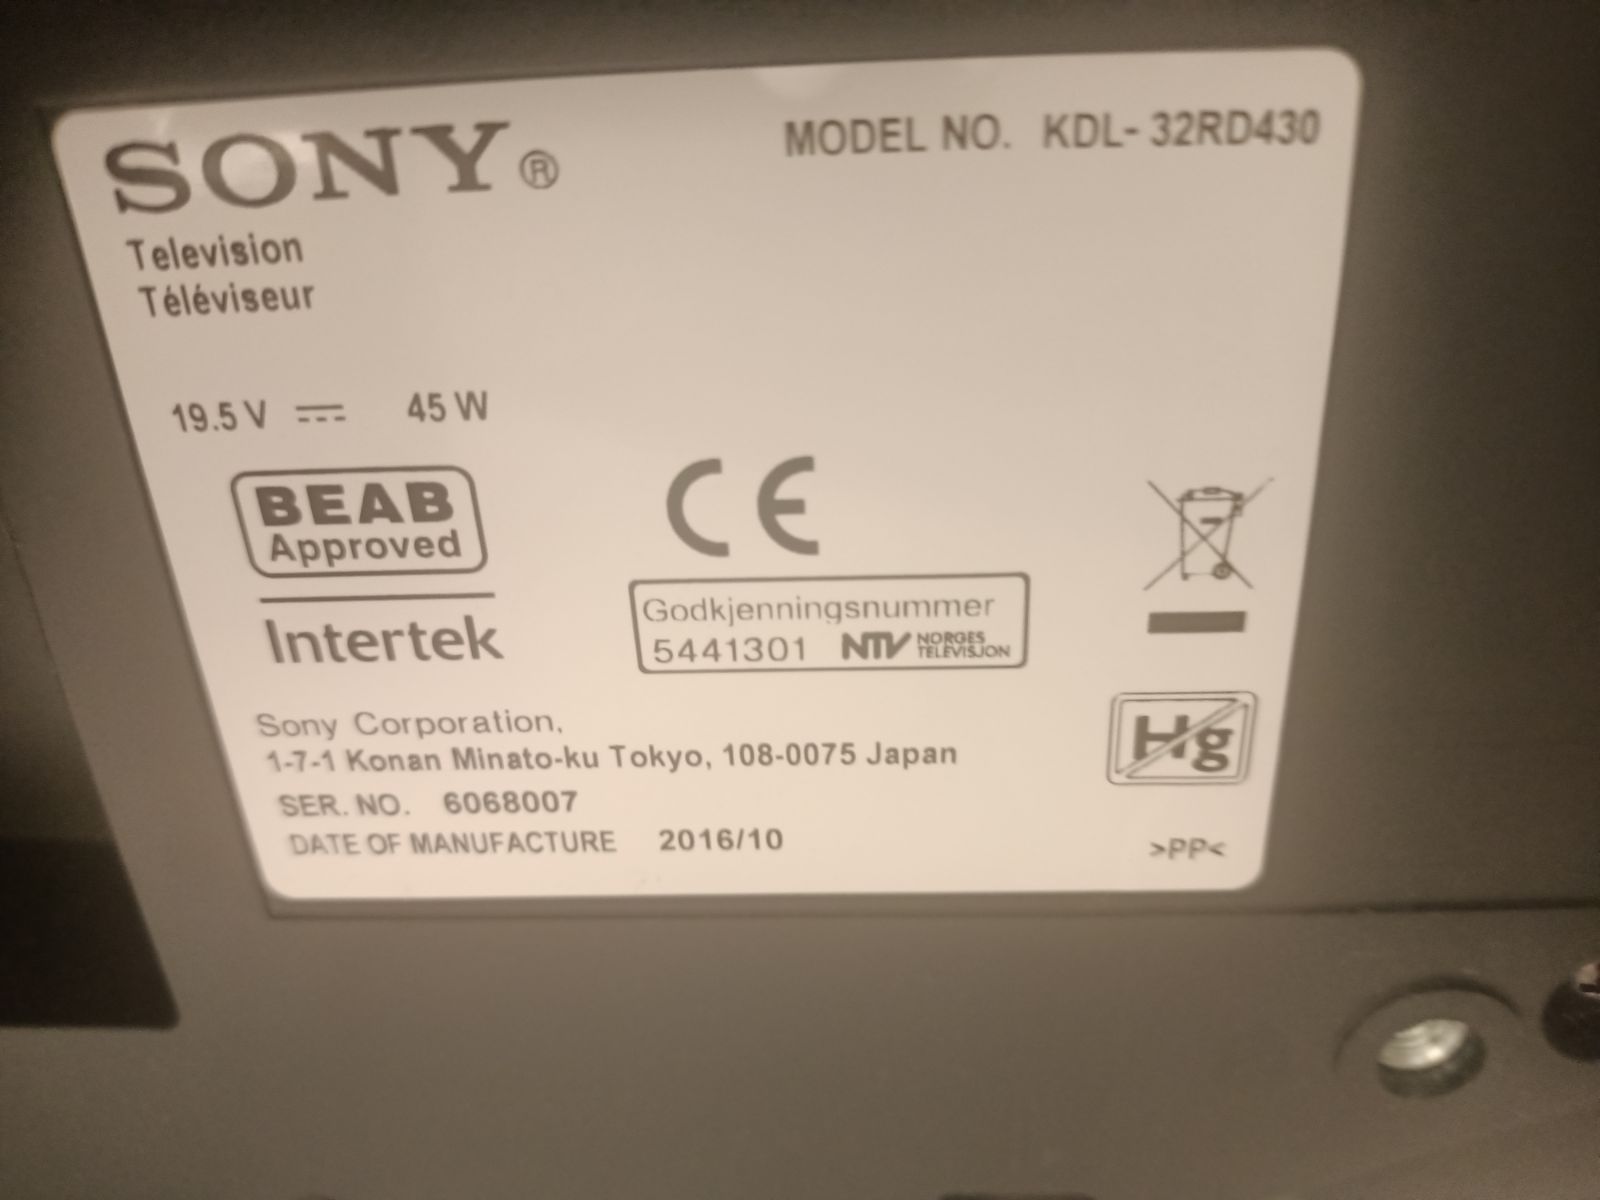 SONY®
MODEL NO. KDL-32RD430
Television
Téléviseur
19.5 V ⎓ 45 W
BEAB
Approved
Intertek
CE
Godkjenningsnummer
5441301 NTV NORGES
TELEVISJON
Hg
Sony Corporation,
1-7-1 Konan Minato-ku Tokyo, 108-0075 Japan
SER. NO. 6068007
DATE OF MANUFACTURE 2016/10
>PP<